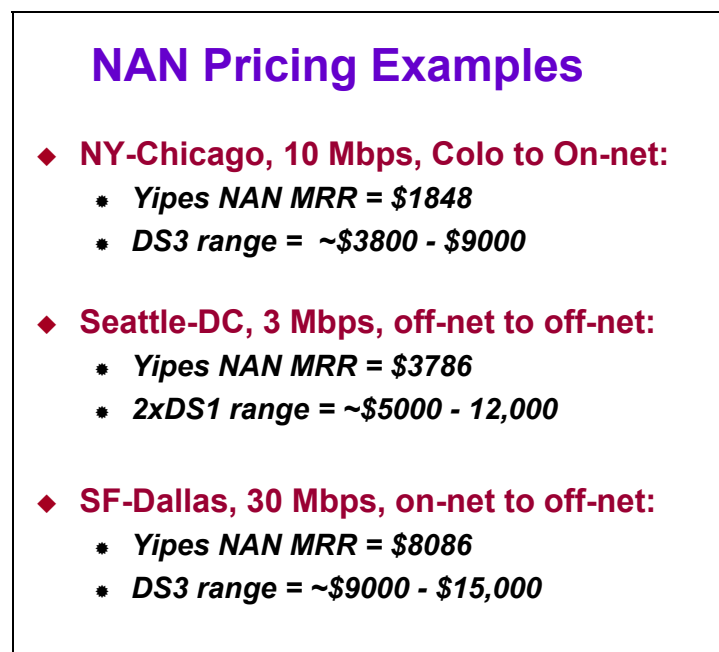 NAN Pricing Examples
NY-Chicago, 10 Mbps, Colo to On-net:
Yipes NAN MRR = $1848
DS3 range = ~$3800 - $9000
Seattle-DC, 3 Mbps, off-net to off-net:
Yipes NAN MRR = $3786
2xDS1 range = ~$5000 - 12,000
SF-Dallas, 30 Mbps, on-net to off-net:
Yipes NAN MRR = $8086
DS3 range = ~$9000 - $15,000